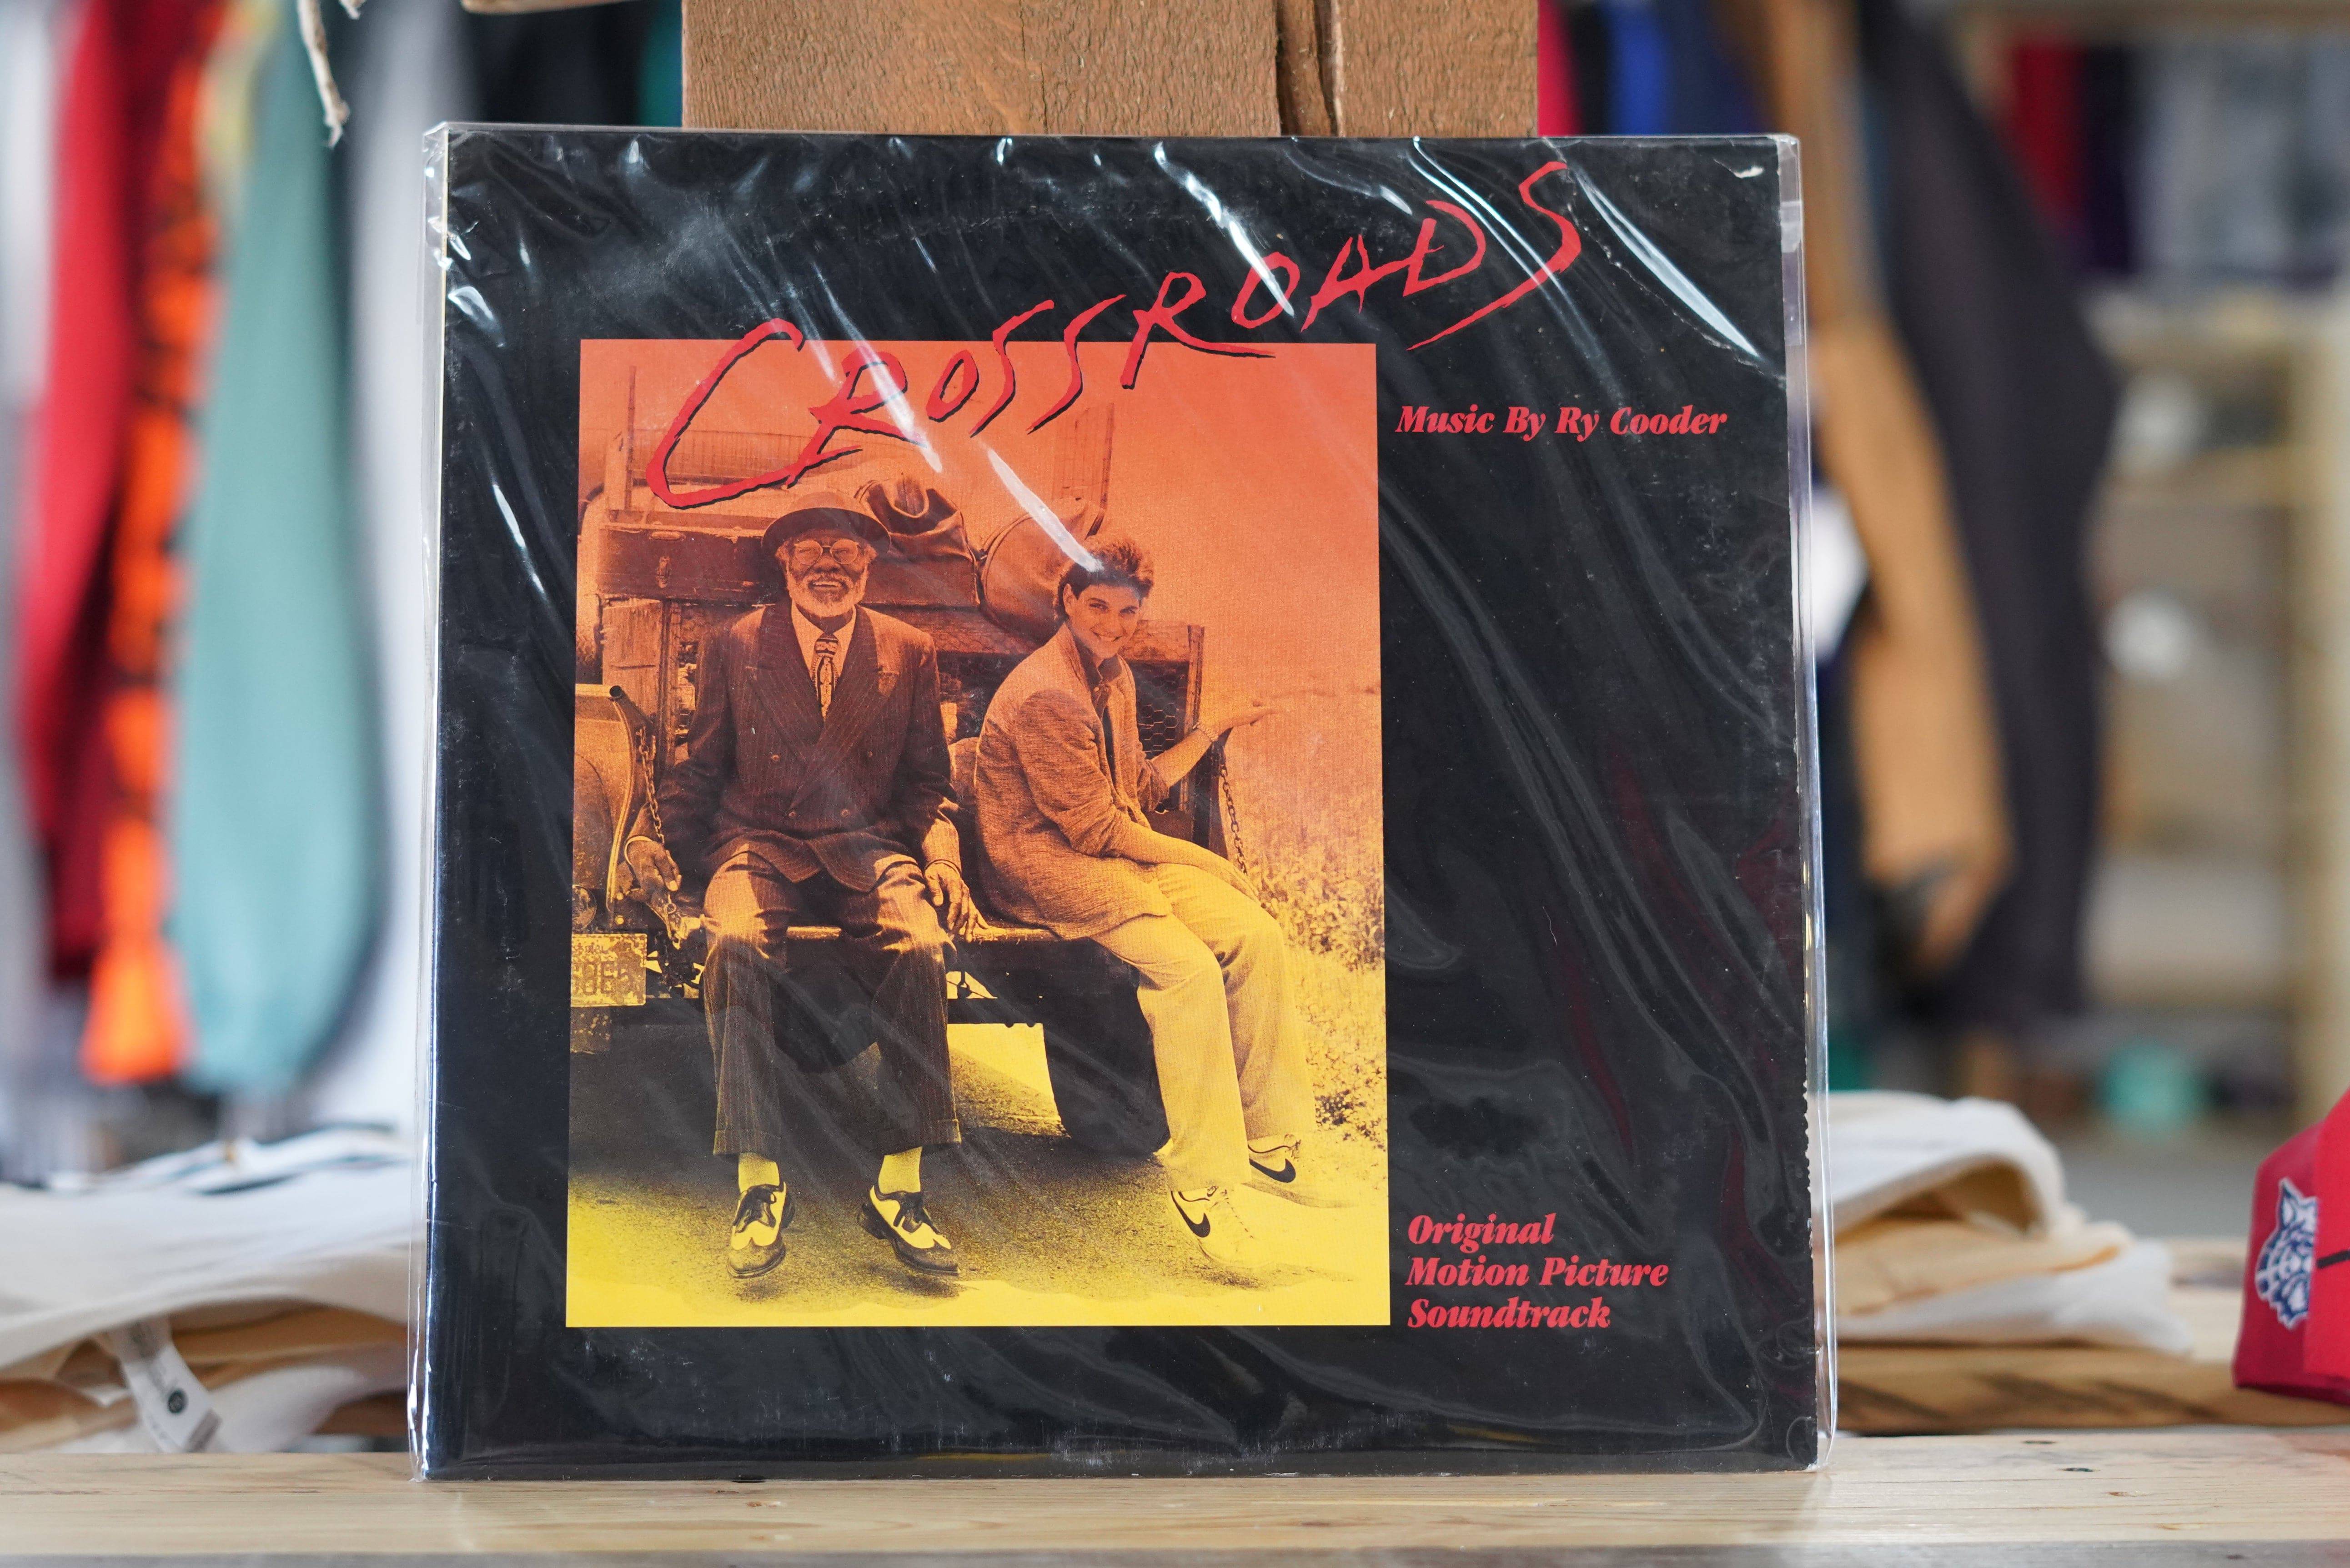 CROSSROADS
Music By Ry Cooder
Original
Motion Picture
Soundtrack